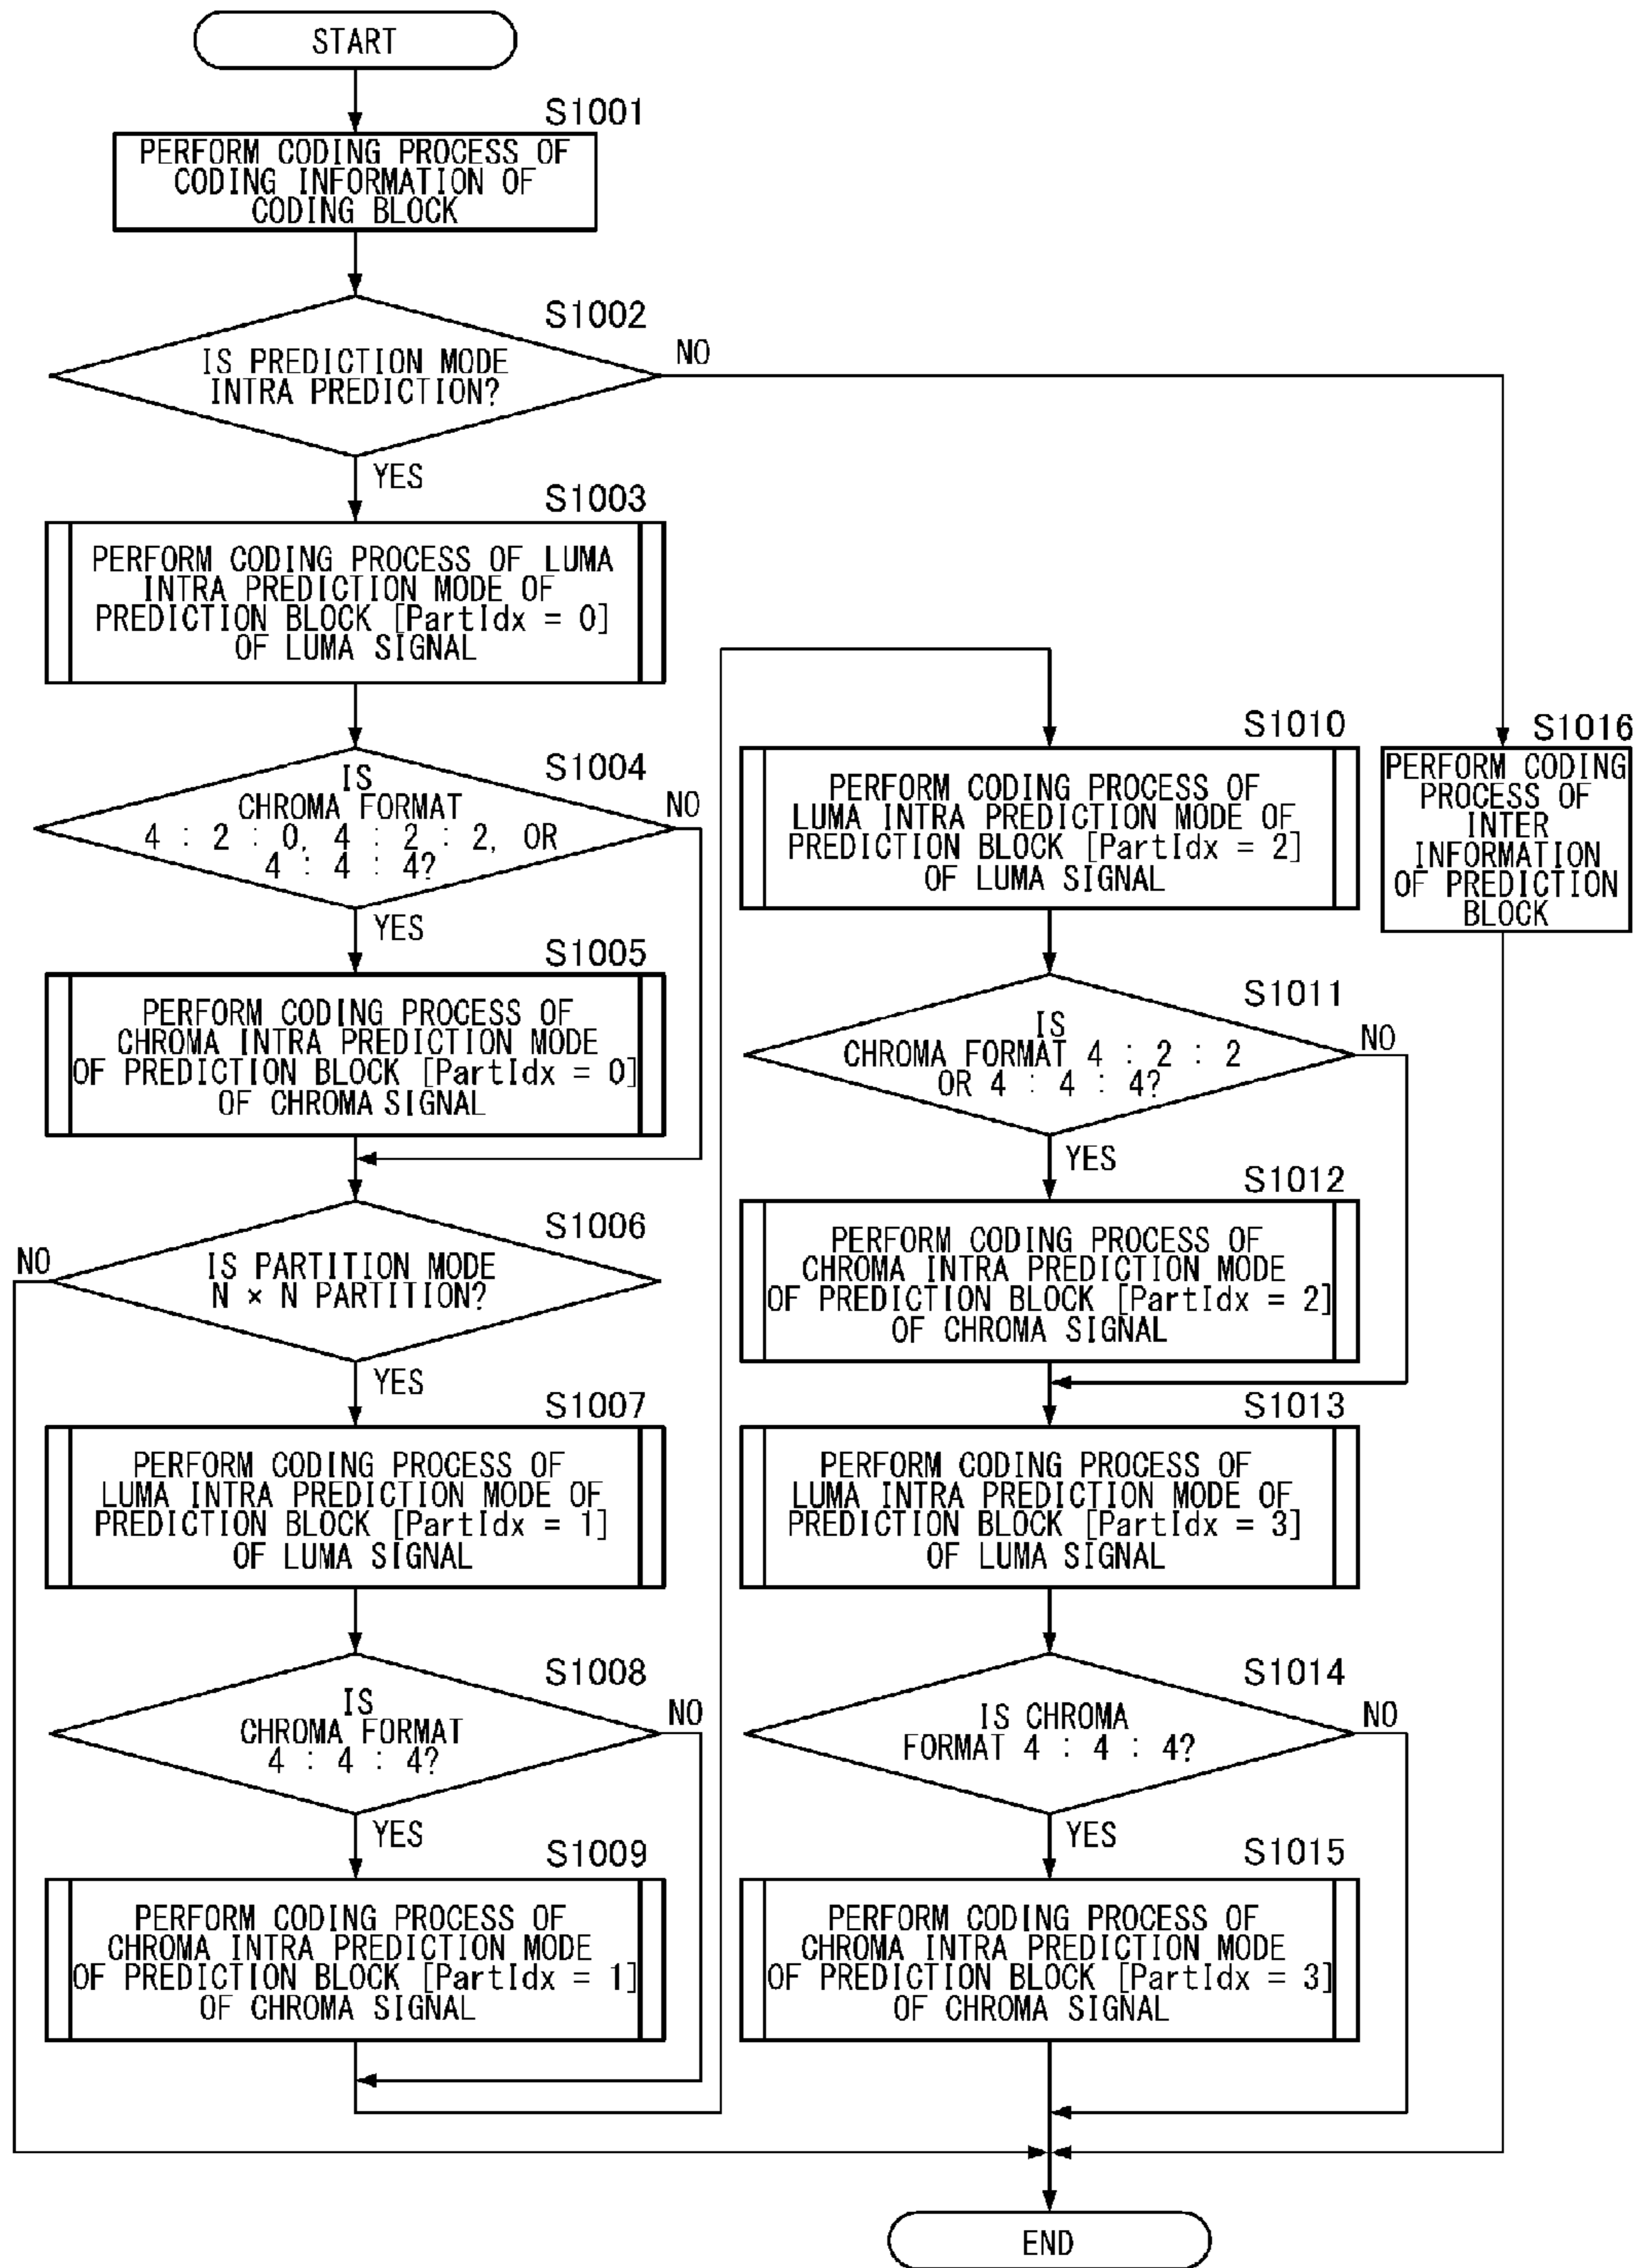 START
S1001
PERFORM CODING PROCESS OF
CODING INFORMATION OF
CODING BLOCK
S1002
IS PREDICTION MODE
INTRA PREDICTION?
NO
YES
S1003
PERFORM CODING PROCESS OF LUMA
INTRA PREDICTION MODE OF
PREDICTION BLOCK [PartIdx = 0]
OF LUMA SIGNAL
S1004
IS
CHROMA FORMAT
4 : 2 : 0, 4 : 2 : 2, OR
4 : 4 : 4?
NO
YES
S1005
PERFORM CODING PROCESS OF
CHROMA INTRA PREDICTION MODE
OF PREDICTION BLOCK [PartIdx = 0]
OF CHROMA SIGNAL
S1006
IS PARTITION MODE
N × N PARTITION?
NO
YES
S1007
PERFORM CODING PROCESS OF
LUMA INTRA PREDICTION MODE OF
PREDICTION BLOCK [PartIdx = 1]
OF LUMA SIGNAL
S1008
IS
CHROMA FORMAT
4 : 4 : 4?
NO
YES
S1009
PERFORM CODING PROCESS OF
CHROMA INTRA PREDICTION MODE
OF PREDICTION BLOCK [PartIdx = 1]
OF CHROMA SIGNAL
S1010
PERFORM CODING PROCESS OF
LUMA INTRA PREDICTION MODE OF
PREDICTION BLOCK [PartIdx = 2]
OF LUMA SIGNAL
S1011
IS
CHROMA FORMAT 4 : 2 : 2
OR 4 : 4 : 4?
NO
YES
S1012
PERFORM CODING PROCESS OF
CHROMA INTRA PREDICTION MODE
OF PREDICTION BLOCK [PartIdx = 2]
OF CHROMA SIGNAL
S1013
PERFORM CODING PROCESS OF
LUMA INTRA PREDICTION MODE OF
PREDICTION BLOCK [PartIdx = 3]
OF LUMA SIGNAL
S1014
IS CHROMA
FORMAT 4 : 4 : 4?
NO
YES
S1015
PERFORM CODING PROCESS OF
CHROMA INTRA PREDICTION MODE
OF PREDICTION BLOCK [PartIdx = 3]
OF CHROMA SIGNAL
S1016
PERFORM CODING
PROCESS OF
INTER
INFORMATION
OF PREDICTION
BLOCK
END